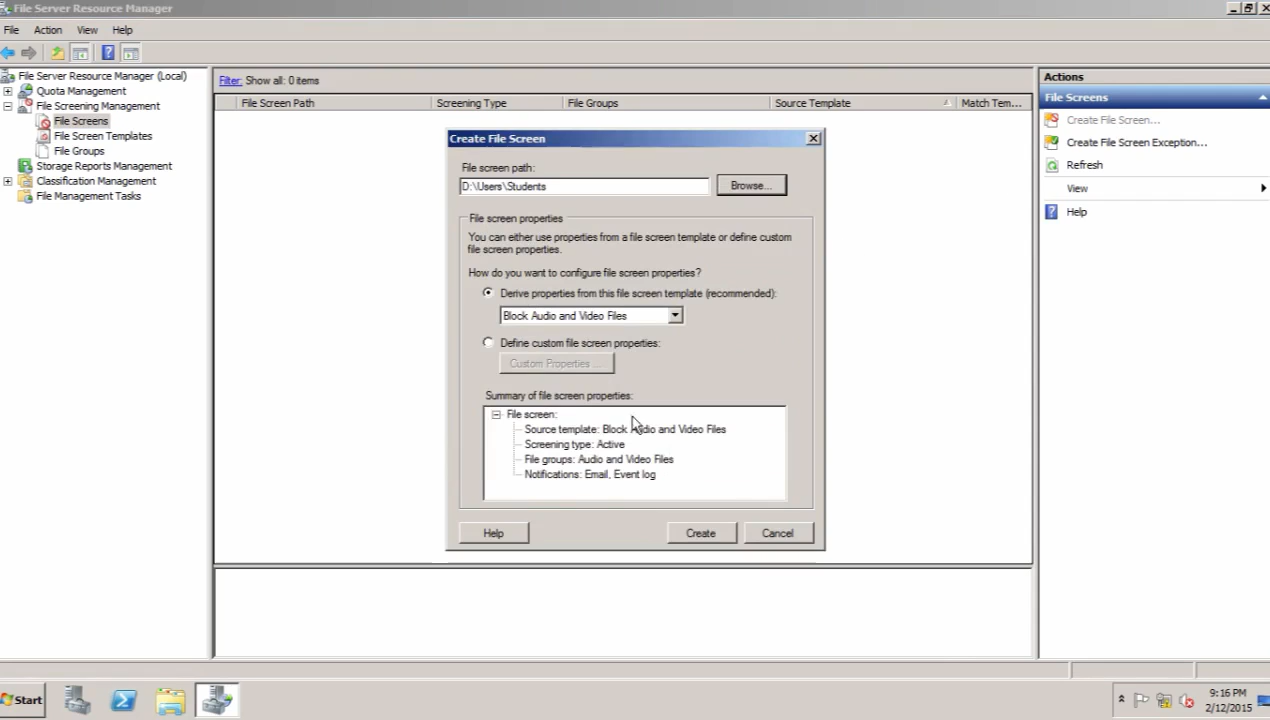 File Server Resource Manager
File Action View Help
File Server Resource Manager (Local)
Quota Management
File Screening Management
File Screens
File Screen Templates
File Groups
Storage Reports Management
Classification Management
File Management Tasks
Filter: Show all: 0 items
File Screen Path Screening Type File Groups Source Template Match Tem...
Create File Screen
File screen path:
D:\Users\Students
Browse...
File screen properties
You can either use properties from a file screen template or define custom
file screen properties.
How do you want to configure file screen properties?
Derive properties from this file screen template (recommended):
Block Audio and Video Files
Define custom file screen properties:
Custom Properties ...
Summary of file screen properties:
File screen:
Source template: Block Audio and Video Files
Screening type: Active
File groups: Audio and Video Files
Notifications: Email, Event log
Help Create Cancel
Actions
File Screens
Create File Screen...
Create File Screen Exception...
Refresh
View
Help
Start
9:16 PM
2/12/2015